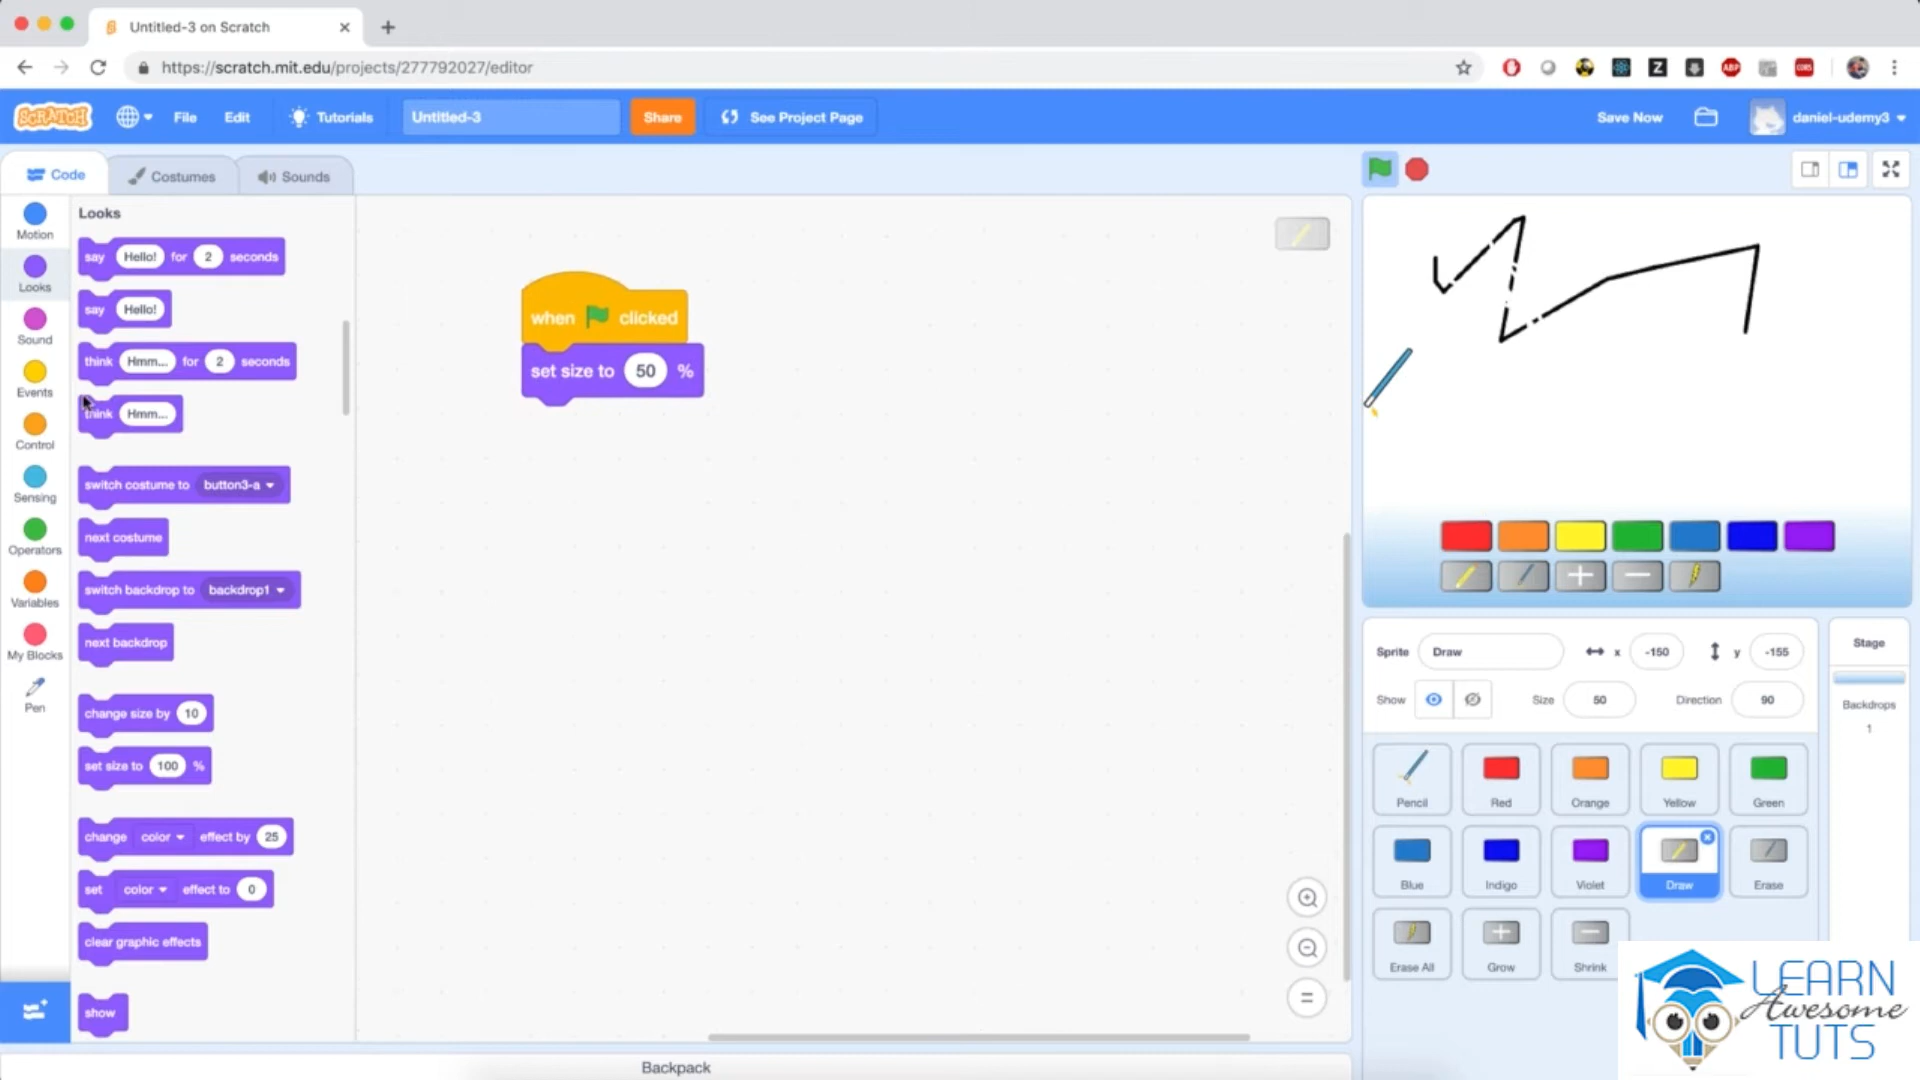 Untitled-3 on Scratch
https://scratch.mit.edu/projects/277792027/editor
ABP
CORS
SCRATCH
File
Edit
Tutorials
Untitled-3
Share
See Project Page
Save Now
daniel-udemy3
Code
Costumes
Sounds
Motion
Looks
Sound
Events
Control
Sensing
Operators
Variables
My Blocks
Pen
Looks
say Hello! for 2 seconds
say Hello!
think Hmm... for 2 seconds
think Hmm...
switch costume to button3-a
next costume
switch backdrop to backdrop1
next backdrop
change size by 10
set size to 100 %
change color effect by 25
set color effect to 0
clear graphic effects
show
when clicked
set size to 50 %
Backpack
Sprite Draw x -150 y -155
Show Size 50 Direction 90
Pencil
Red
Orange
Yellow
Green
Blue
Indigo
Violet
Draw
Erase
Erase All
Grow
Shrink
Stage
Backdrops
1
LEARN
Awesome
TUTS